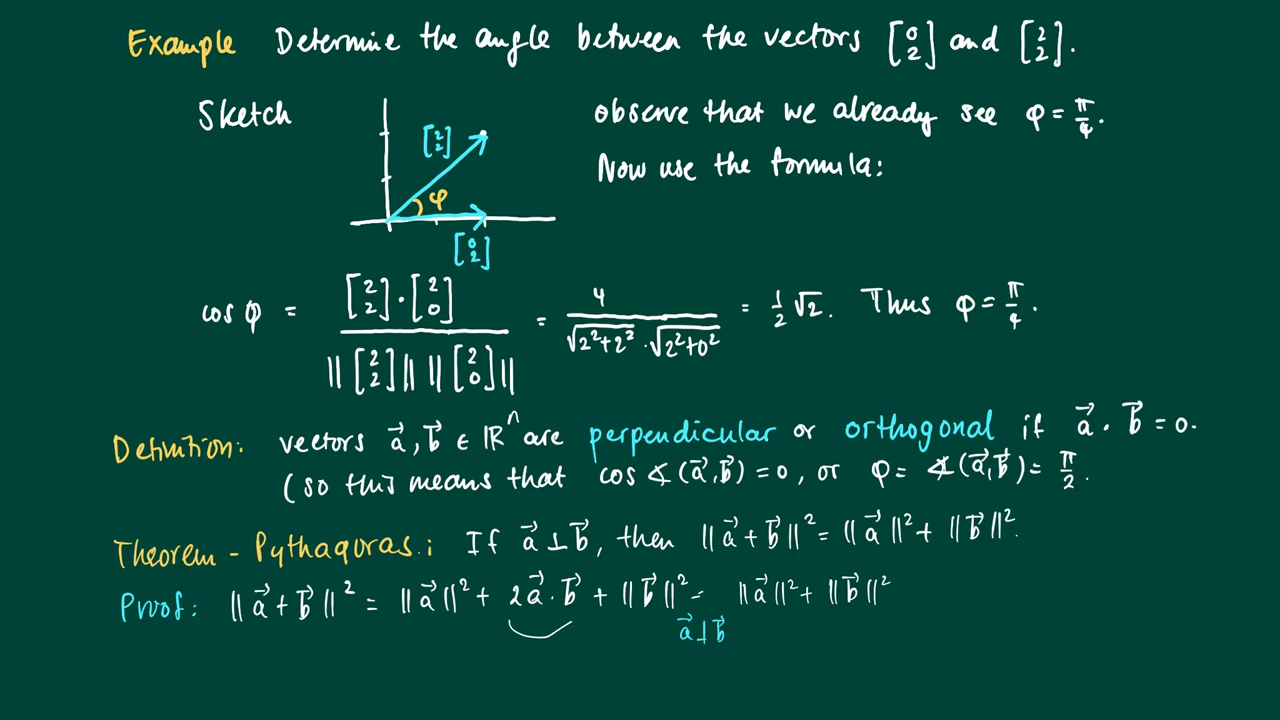 Example Determine the angle between the vectors [0 2] and [2 2].
Sketch
observe that we already see φ = π/4.
Now use the formula:
[2 2]
φ
[0 2]
cos φ = [2 2]·[2 0] / ‖[2 2]‖ ‖[2 0]‖ = 4 / √2²+2² · √2²+0² = 1/2 √2. Thus φ = π/4.
Definition: vectors a⃗, b⃗ ∈ ℝⁿ are perpendicular or orthogonal if a⃗ · b⃗ = 0.
(so this means that cos ∢(a⃗,b⃗) = 0, or φ = ∢(a⃗,b⃗) = π/2.
Theorem - Pythagoras: If a⃗ ⊥ b⃗, then ‖a⃗ + b⃗‖² = ‖a⃗‖² + ‖b⃗‖².
Proof: ‖a⃗ + b⃗‖² = ‖a⃗‖² + 2a⃗ · b⃗ + ‖b⃗‖² = ‖a⃗‖² + ‖b⃗‖²
a⃗ ⊥ b⃗